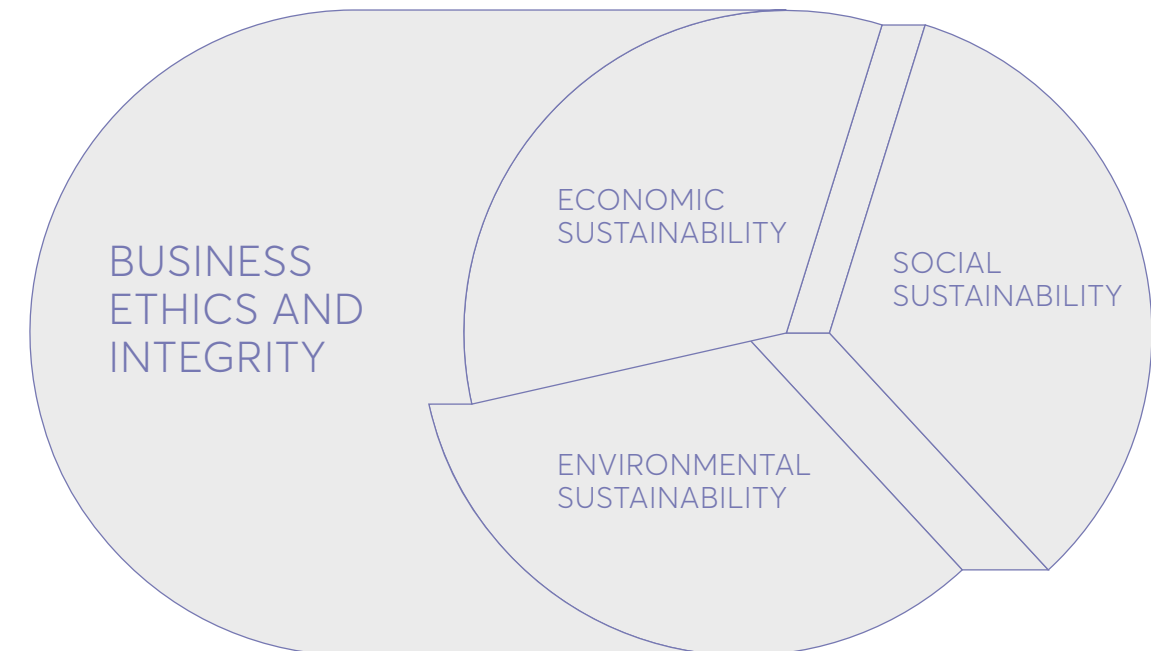 BUSINESS
ETHICS AND
INTEGRITY
ECONOMIC
SUSTAINABILITY
SOCIAL
SUSTAINABILITY
ENVIRONMENTAL
SUSTAINABILITY